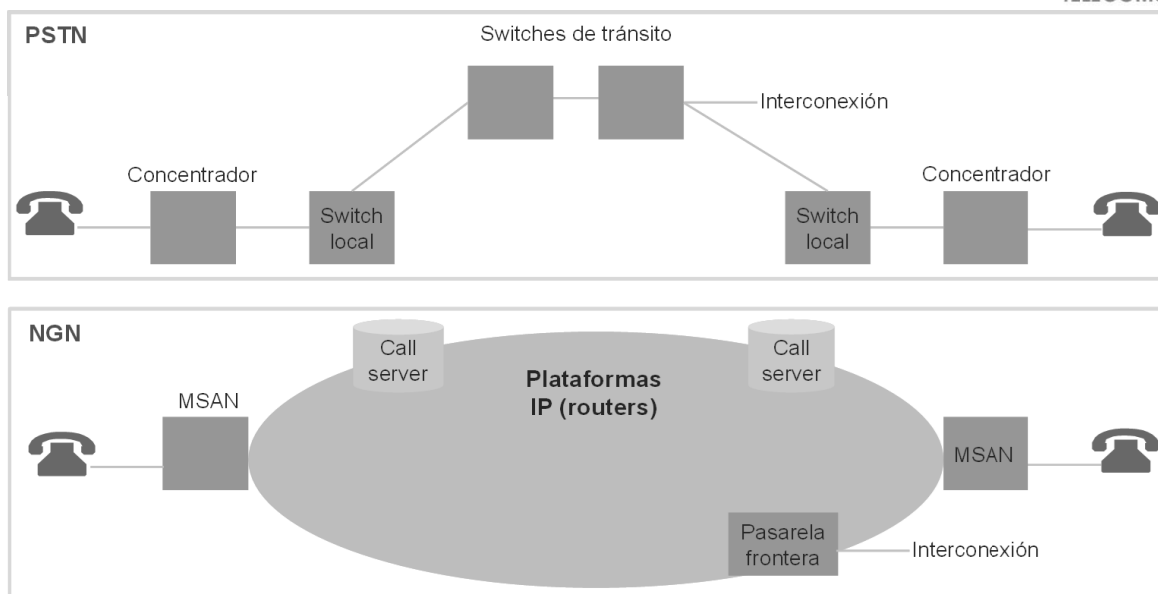 PSTN
Switches de tránsito
Interconexión
Concentrador
Concentrador
Switch
local
Switch
local
NGN
Call
server
Call
server
Plataformas
IP (routers)
MSAN
MSAN
Pasarela
frontera
Interconexión